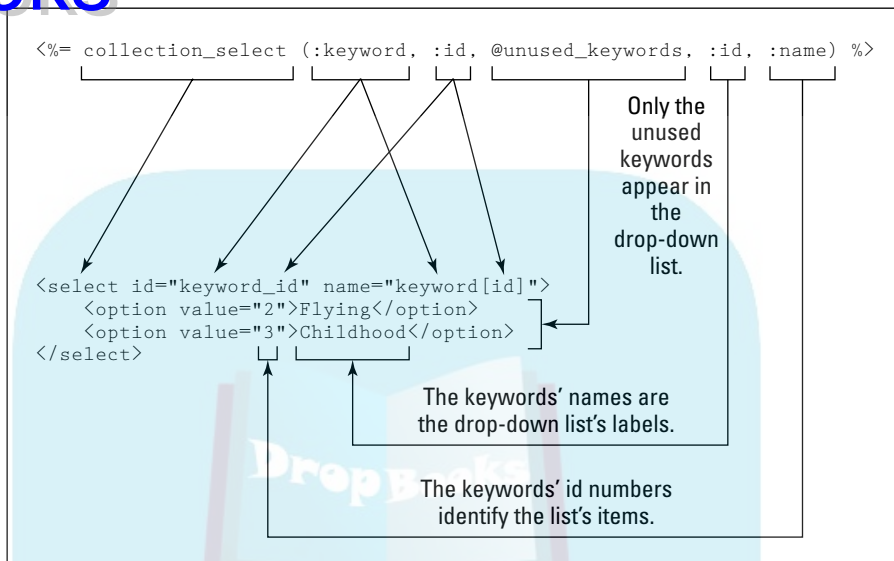 <%= collection_select (:keyword, :id, @unused_keywords, :id, :name) %>
Only the
unused
keywords
appear in
the
drop-down
list.
<select id="keyword_id" name="keyword[id]">
<option value="2">Flying</option>
<option value="3">Childhood</option>
</select>
The keywords' names are
the drop-down list's labels.
DropBooks
The keywords' id numbers
identify the list's items.